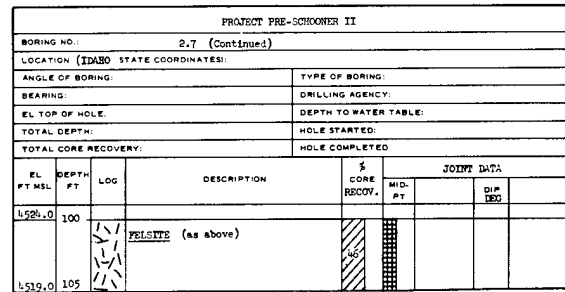 PROJECT PRE-SCHOONER II
BORING NO.: 2.7 (Continued)
LOCATION (IDAHO STATE COORDINATES):
ANGLE OF BORING: TYPE OF BORING:
BEARING: DRILLING AGENCY:
EL TOP OF HOLE: DEPTH TO WATER TABLE:
TOTAL DEPTH: HOLE STARTED:
TOTAL CORE RECOVERY: HOLE COMPLETED
EL FT MSL DEPTH FT LOG DESCRIPTION % CORE RECOV. JOINT DATA
MID-PT DIP DEG
4524.0 100
FELSITE (as above)
46
4519.0 105